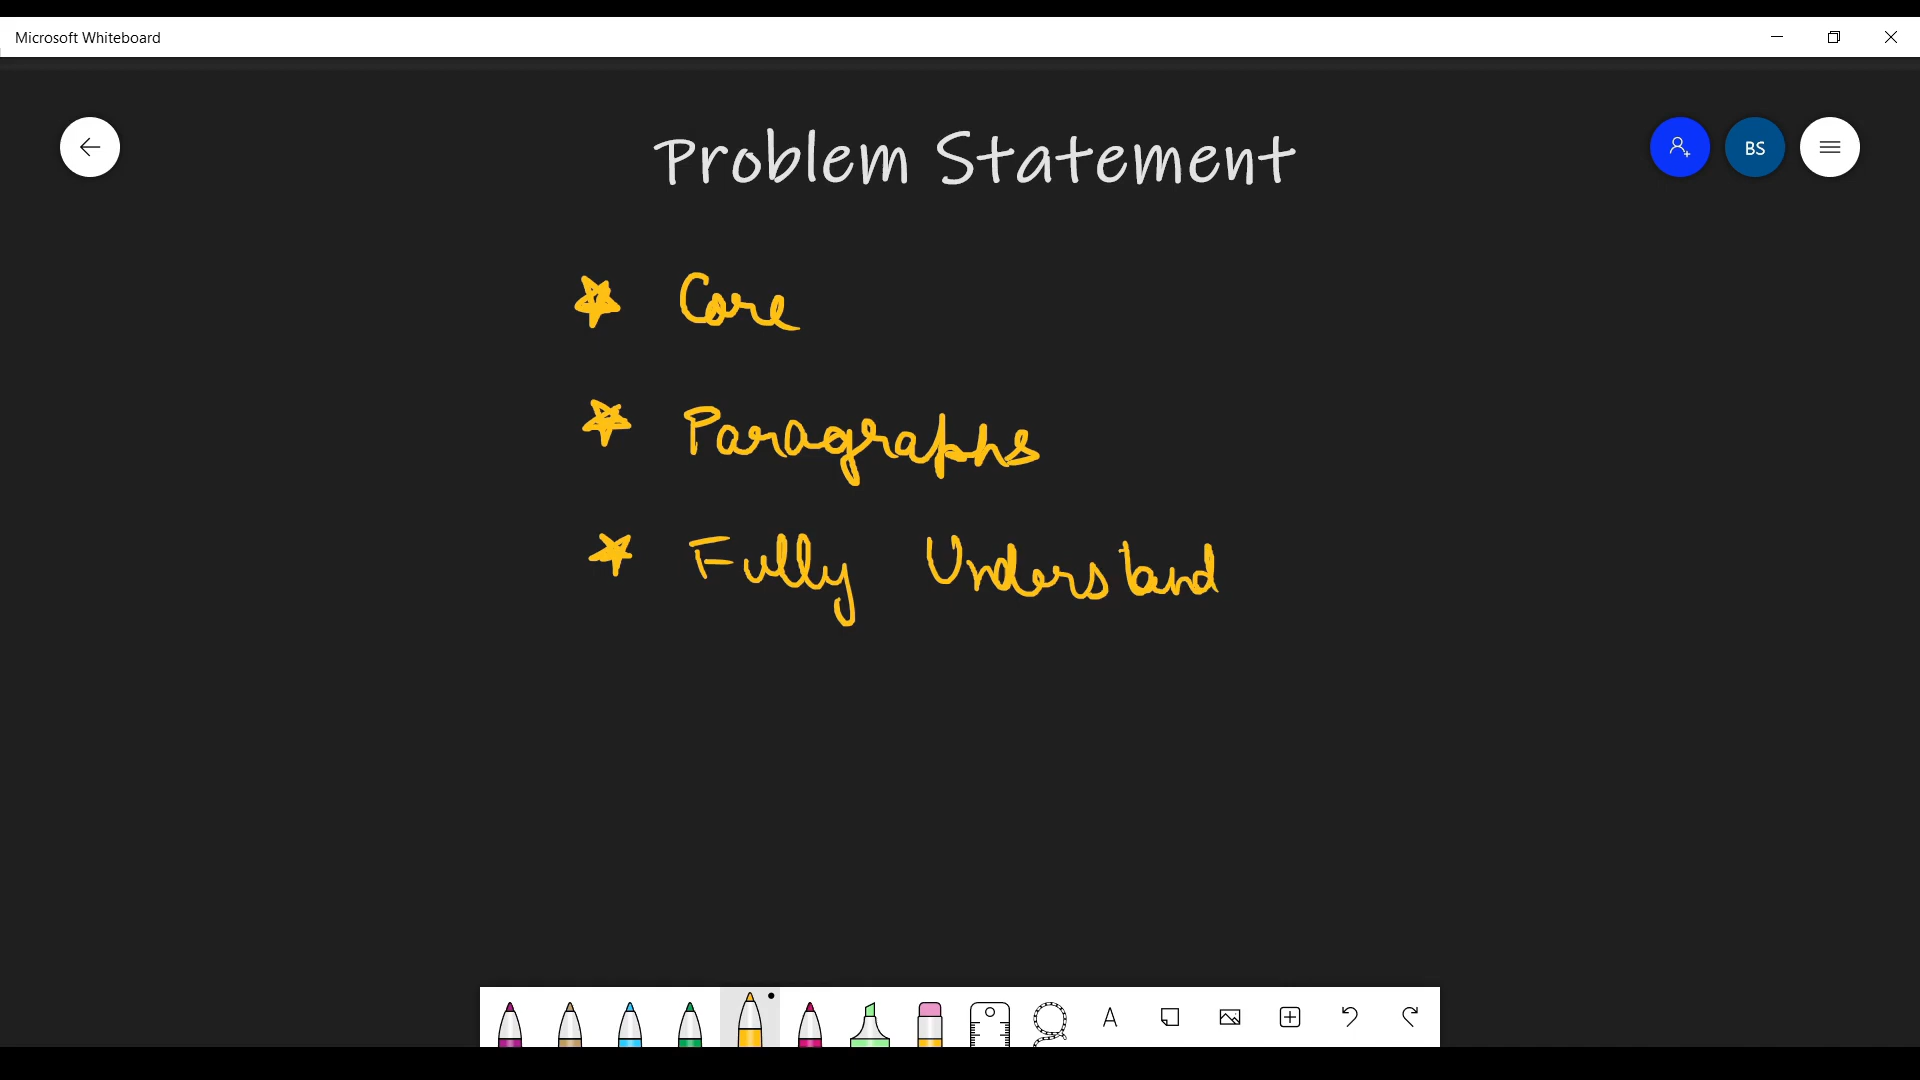 Microsoft Whiteboard
Problem Statement
BS
Core
Paragraphs
Fully Understand